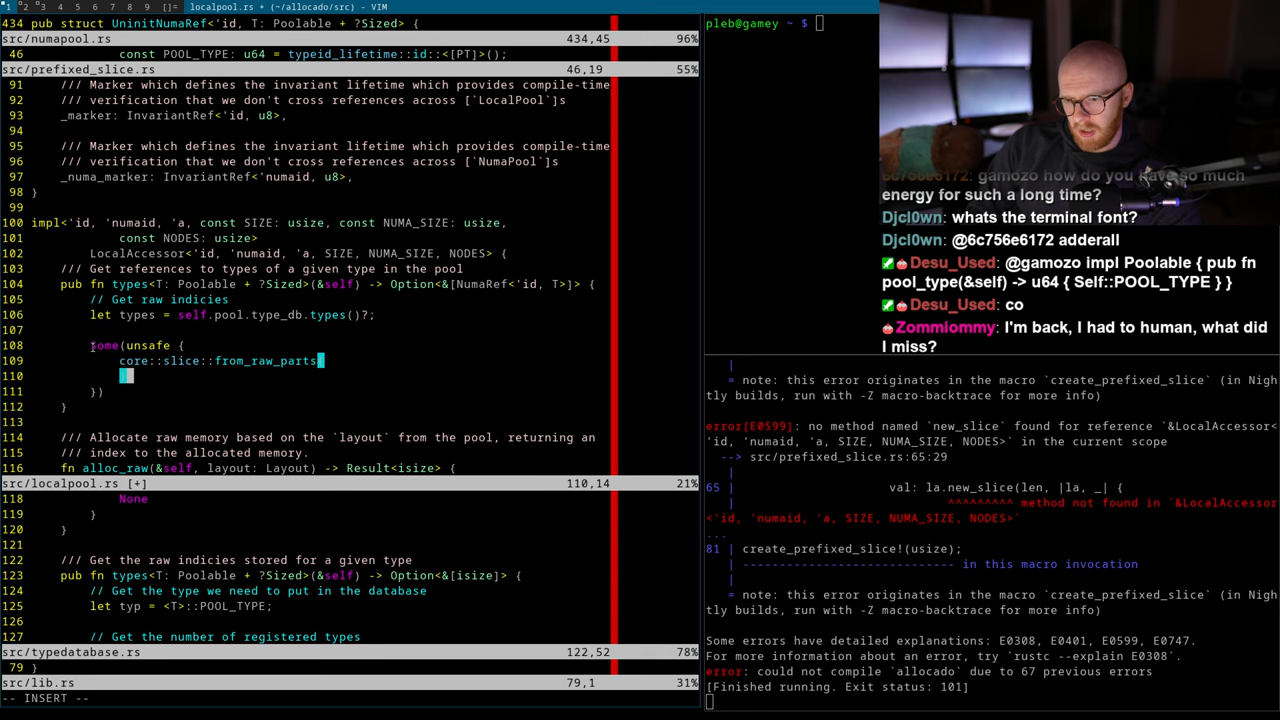 1 2 3 4 5 6 7 8 9 []= localpool.rs + (~/allocado/src) - VIM
434 pub struct UninitNumaRef<'id, T: Poolable + ?Sized> {
src/numapool.rs 434,45 96%
46 const POOL_TYPE: u64 = typeid_lifetime::id::<[PT]>();
src/prefixed_slice.rs 46,19 55%
91 /// Marker which defines the invariant lifetime which provides compile-time
92 /// verification that we don't cross references across [`LocalPool`]s
93 _marker: InvariantRef<'id, u8>,
94
95 /// Marker which defines the invariant lifetime which provides compile-time
96 /// verification that we don't cross references across [`NumaPool`]s
97 _numa_marker: InvariantRef<'numaid, u8>,
98 }
99
100 impl<'id, 'numaid, 'a, const SIZE: usize, const NUMA_SIZE: usize,
101 const NODES: usize>
102 LocalAccessor<'id, 'numaid, 'a, SIZE, NUMA_SIZE, NODES> {
103 /// Get references to types of a given type in the pool
104 pub fn types<T: Poolable + ?Sized>(&self) -> Option<&[NumaRef<'id, T>]> {
105 // Get raw indicies
106 let types = self.pool.type_db.types()?;
107
108 Some(unsafe {
109 core::slice::from_raw_parts(
110 )
111 })
112 }
113
114 /// Allocate raw memory based on the `layout` from the pool, returning an
115 /// index to the allocated memory.
116 fn alloc_raw(&self, layout: Layout) -> Result<isize> {
src/localpool.rs [+] 110,14 21%
118 None
119 }
120 }
121
122 /// Get the raw indicies stored for a given type
123 pub fn types<T: Poolable + ?Sized>(&self) -> Option<&[isize]> {
124 // Get the type we need to put in the database
125 let typ = <T>::POOL_TYPE;
126
127 // Get the number of registered types
src/typedatabase.rs 122,52 78%
79 }
src/lib.rs 79,1 31%
-- INSERT --
pleb@gamey ~ $
gamozo how do you have so much
energy for such a long time?
Djcl0wn: whats the terminal font?
Djcl0wn: @6c756e6172 adderall
Desu_Used: @gamozo impl Poolable { pub fn
pool_type(&self) -> u64 { Self::POOL_TYPE } }
Desu_Used: co
Zommiommy: I'm back, I had to human, what did
I miss?
|
= note: this error originates in the macro `create_prefixed_slice` (in Nigh
tly builds, run with -Z macro-backtrace for more info)
error[E0599]: no method named `new_slice` found for reference `&LocalAccessor<
'id, 'numaid, 'a, SIZE, NUMA_SIZE, NODES>` in the current scope
--> src/prefixed_slice.rs:65:29
|
65 | val: la.new_slice(len, |la, _| {
| ^^^^^^^^^ method not found in `&LocalAccessor
<'id, 'numaid, 'a, SIZE, NUMA_SIZE, NODES>`
...
81 | create_prefixed_slice!(usize);
| ----------------------------- in this macro invocation
|
= note: this error originates in the macro `create_prefixed_slice` (in Nigh
tly builds, run with -Z macro-backtrace for more info)
Some errors have detailed explanations: E0308, E0401, E0599, E0747.
For more information about an error, try `rustc --explain E0308`.
error: could not compile `allocado` due to 67 previous errors
[Finished running. Exit status: 101]